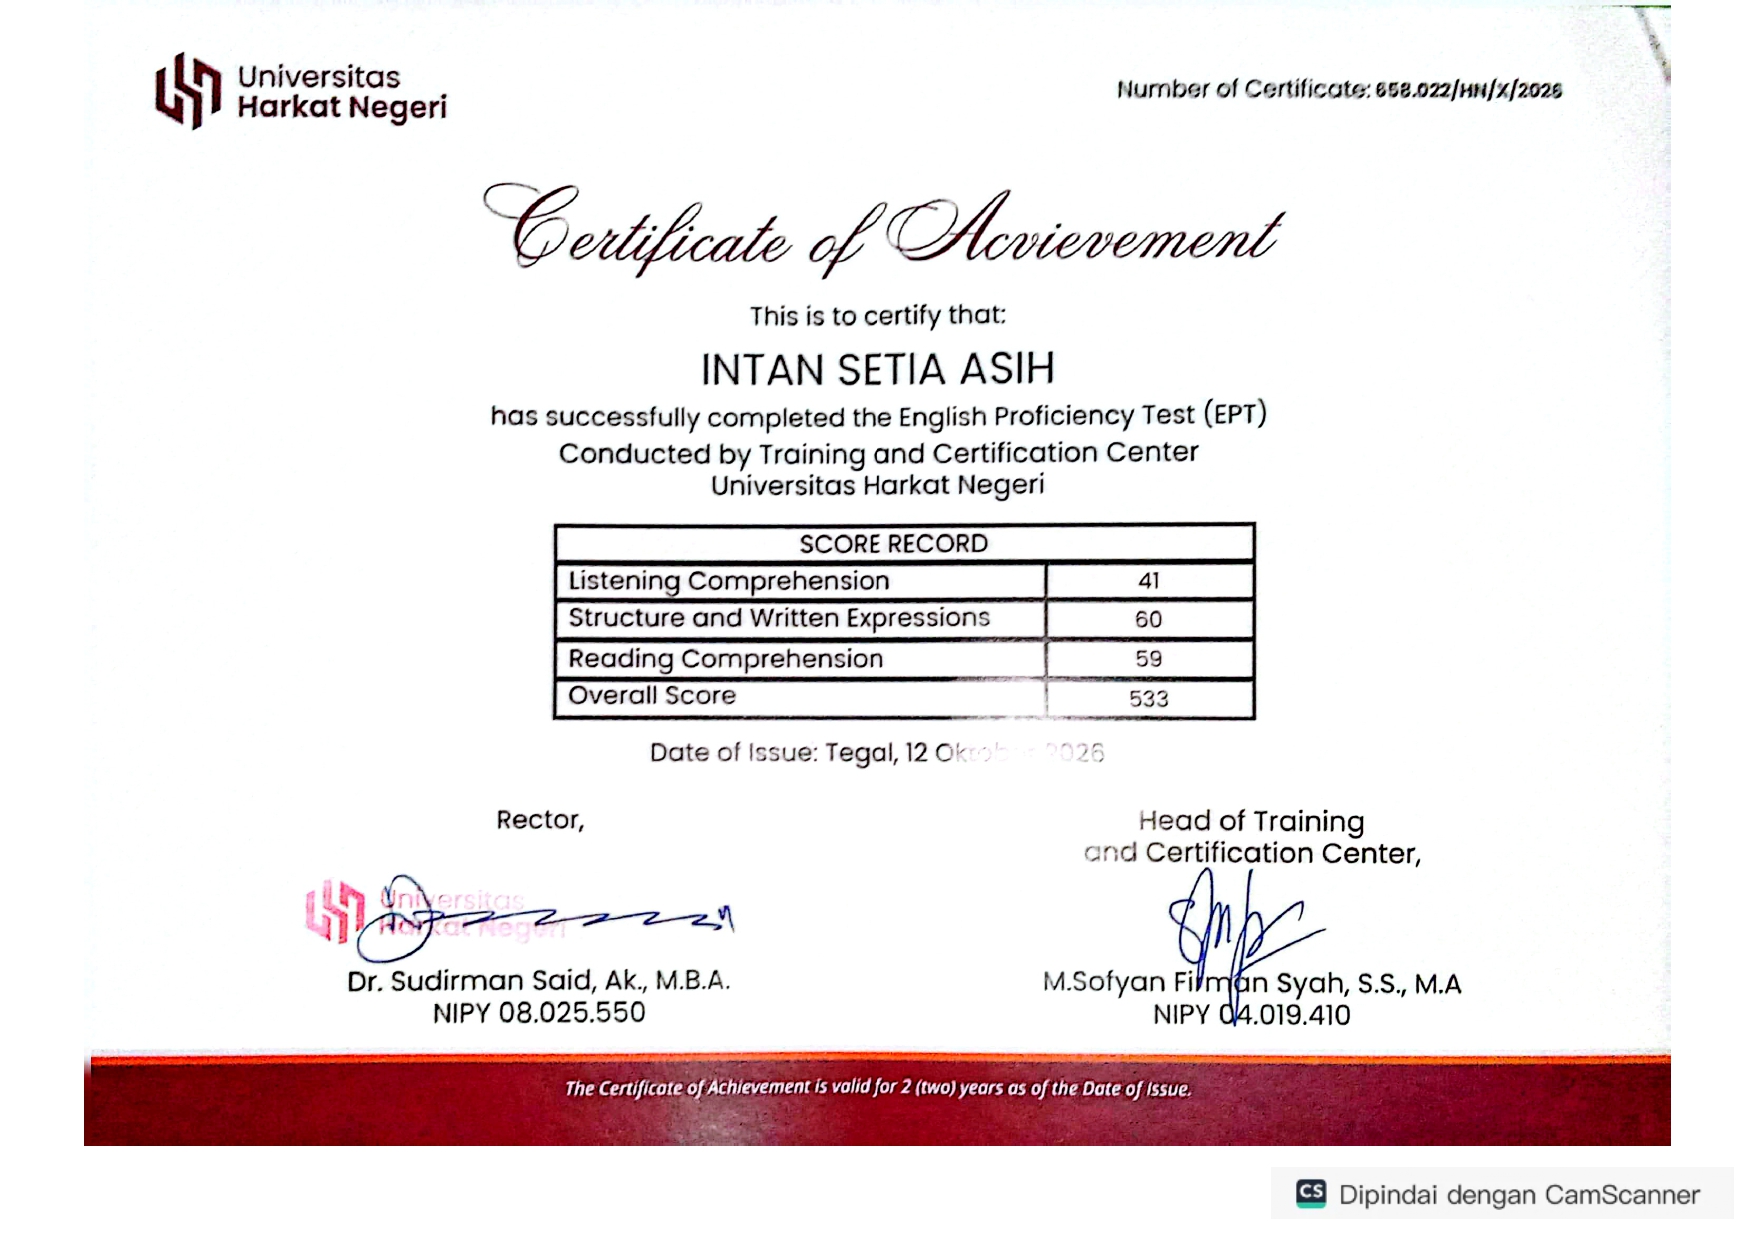 Universitas
Harkat Negeri
Number of Certificate: 658.022/HN/X/2026
Certificate of Acvievement
This is to certify that:
INTAN SETIA ASIH
has successfully completed the English Proficiency Test (EPT)
Conducted by Training and Certification Center
Universitas Harkat Negeri
SCORE RECORD
Listening Comprehension 41
Structure and Written Expressions 60
Reading Comprehension 59
Overall Score 533
Date of Issue: Tegal, 12 Oktober 2026
Rector,
Head of Training
and Certification Center,
Universitas
Harkat Negeri
Dr. Sudirman Said, Ak., M.B.A.
NIPY 08.025.550
M.Sofyan Firman Syah, S.S., M.A
NIPY 04.019.410
The Certificate of Achievement is valid for 2 (two) years as of the Date of Issue.
CS Dipindai dengan CamScanner